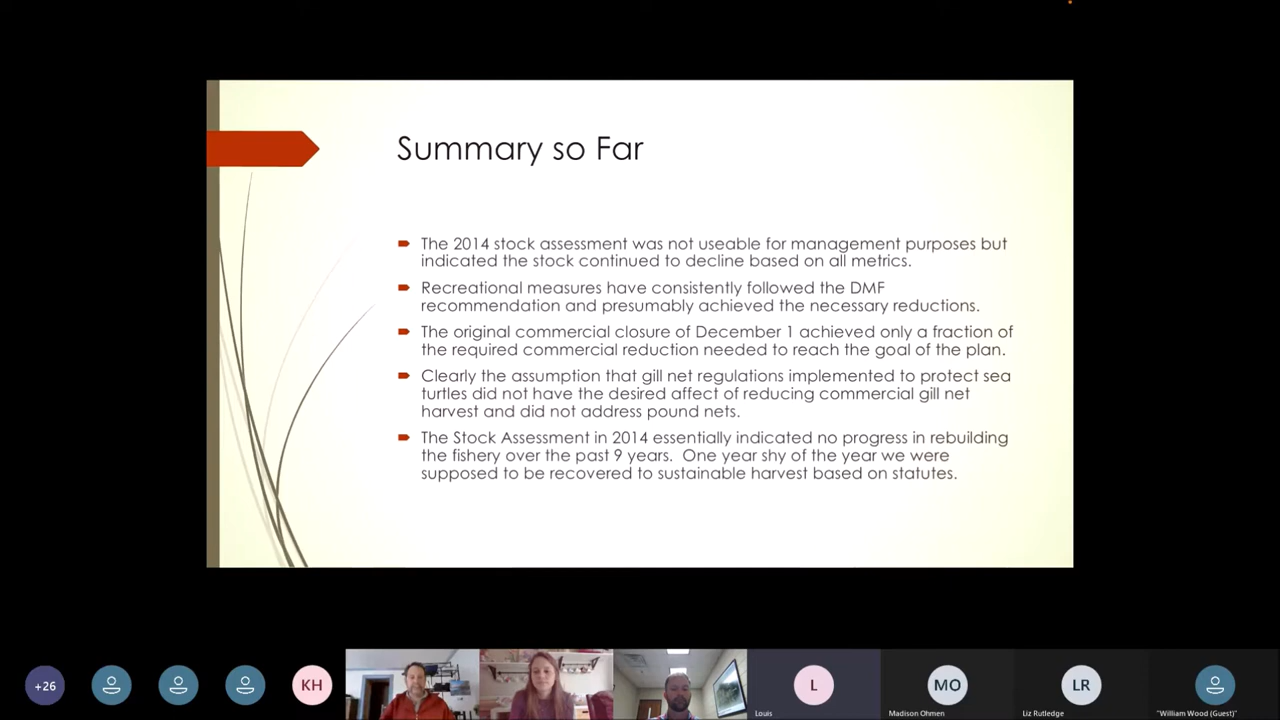 Summary so Far
The 2014 stock assessment was not useable for management purposes but
indicated the stock continued to decline based on all metrics.
Recreational measures have consistently followed the DMF
recommendation and presumably achieved the necessary reductions.
The original commercial closure of December 1 achieved only a fraction of
the required commercial reduction needed to reach the goal of the plan.
Clearly the assumption that gill net regulations implemented to protect sea
turtles did not have the desired affect of reducing commercial gill net
harvest and did not address pound nets.
The Stock Assessment in 2014 essentially indicated no progress in rebuilding
the fishery over the past 9 years.  One year shy of the year we were
supposed to be recovered to sustainable harvest based on statutes.
+26
KH
L
Louis
MO
Madison Ohmen
LR
Liz Rutledge
"William Wood (Guest)"